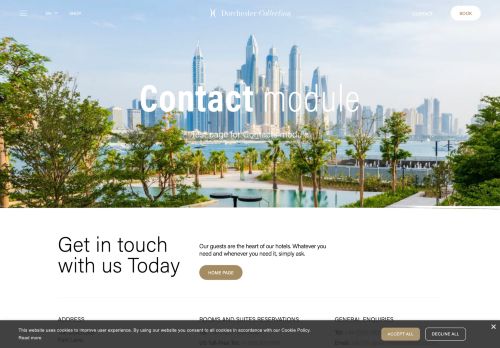 EN
Dorchester Collection
CONTACT
BOOK
Contact module
Test page for Contacts module
Get in touch
with us Today
Our guests are the heart of our hotels. Whatever you
need and whenever you need it, simply ask.
HOME PAGE
ADDRESS
ROOMS AND SUITES RESERVATIONS
GENERAL ENQUIRIES
This website uses cookies to improve user experience. By using our website you consent to all cookies in accordance with our Cookie Policy.
Read more
ACCEPT ALL
DECLINE ALL